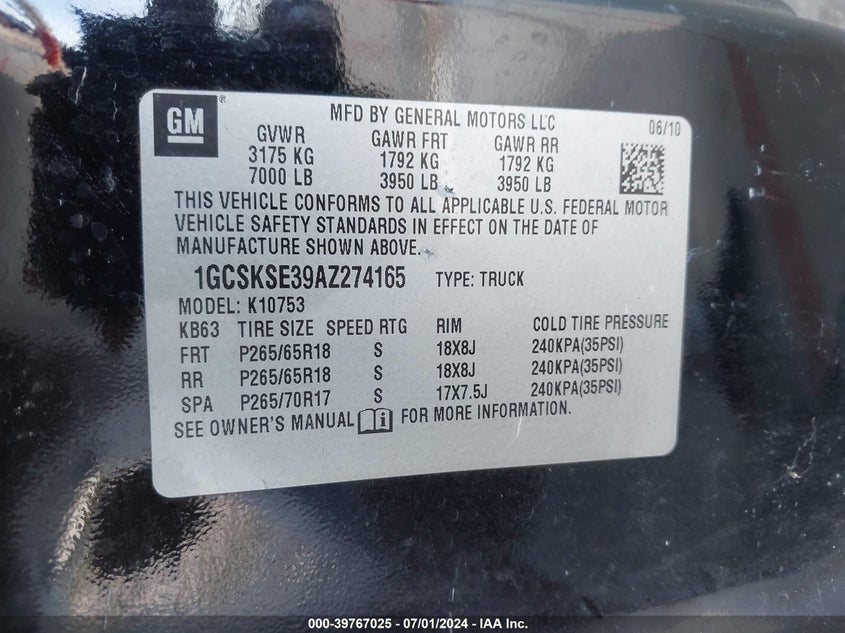 GM
MFD BY GENERAL MOTORS LLC
06/10
GVWR GAWR FRT GAWR RR
3175 KG 1792 KG 1792 KG
7000 LB 3950 LB 3950 LB
THIS VEHICLE CONFORMS TO ALL APPLICABLE U.S. FEDERAL MOTOR
VEHICLE SAFETY STANDARDS IN EFFECT ON THE DATE OF
MANUFACTURE SHOWN ABOVE.
1GCSKSE39AZ274165 TYPE: TRUCK
MODEL: K10753
KB63 TIRE SIZE SPEED RTG RIM COLD TIRE PRESSURE
FRT P265/65R18 S 18X8J 240KPA(35PSI)
RR P265/65R18 S 18X8J 240KPA(35PSI)
SPA P265/70R17 S 17X7.5J 240KPA(35PSI)
SEE OWNER'S MANUAL i FOR MORE INFORMATION.
000-39767025 - 07/01/2024 - IAA Inc.